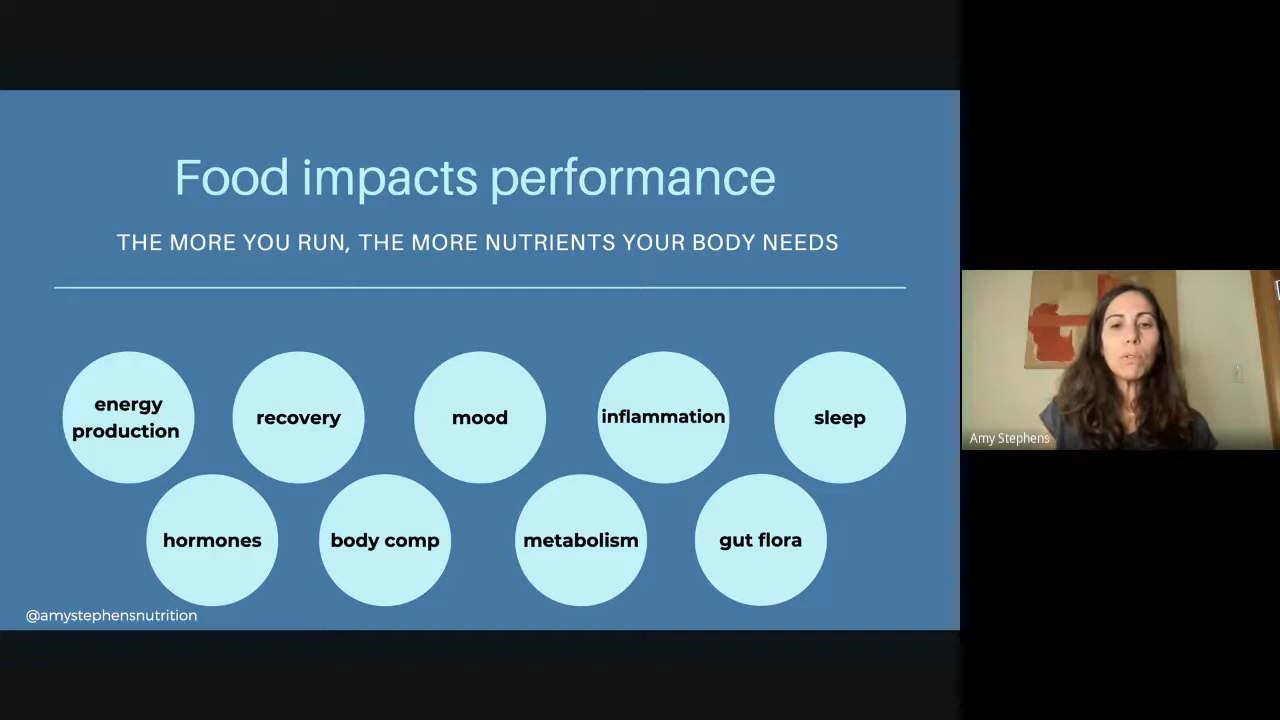 Food impacts performance
THE MORE YOU RUN, THE MORE NUTRIENTS YOUR BODY NEEDS
energy
production
recovery
mood
inflammation
sleep
hormones
body comp
metabolism
gut flora
@amystephensnutrition
Amy Stephens